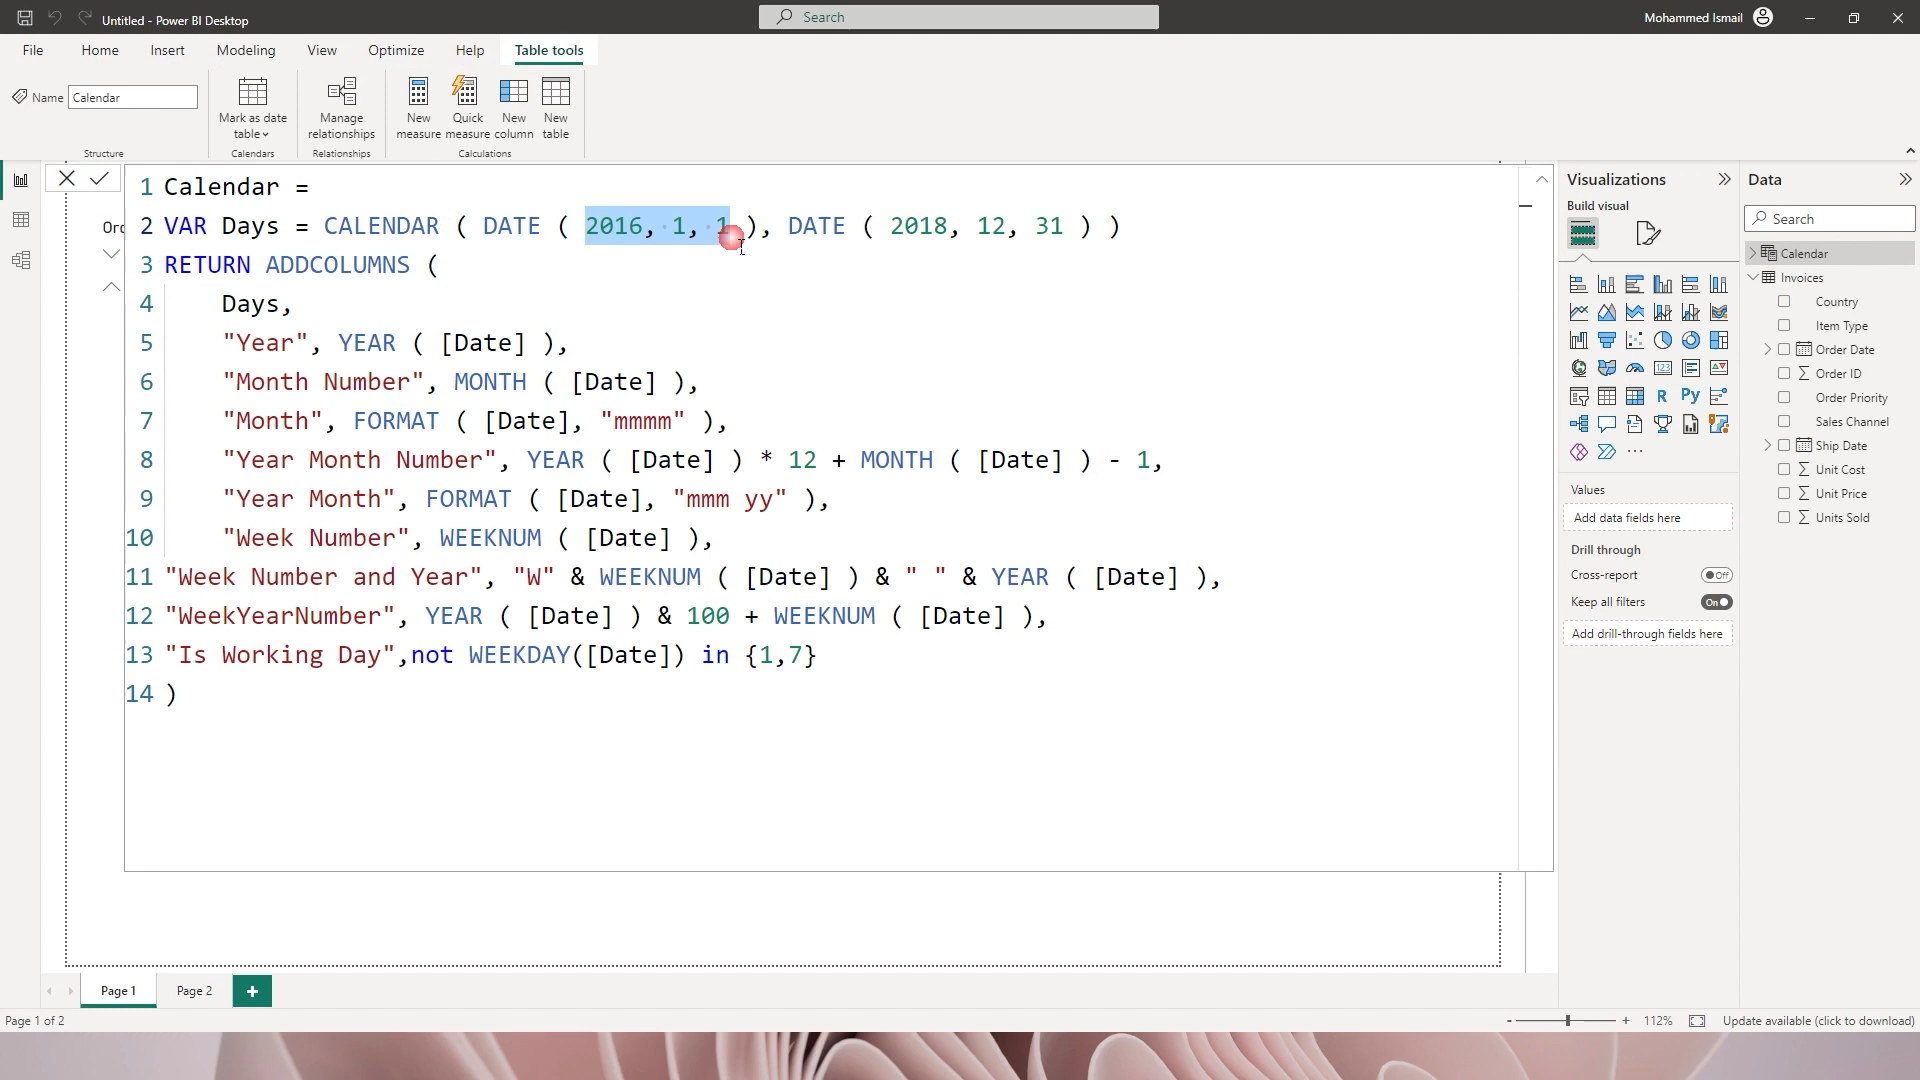 Untitled - Power BI Desktop
Search
Mohammed Ismail
File
Home
Insert
Modeling
View
Optimize
Help
Table tools
Name
Calendar
Mark as date table
Manage relationships
New measure
Quick measure
New column
New table
Structure
Calendars
Relationships
Calculations
1 Calendar =
2 VAR Days = CALENDAR ( DATE ( 2016, 1, 1 ), DATE ( 2018, 12, 31 ) )
3 RETURN ADDCOLUMNS (
4 Days,
5 "Year", YEAR ( [Date] ),
6 "Month Number", MONTH ( [Date] ),
7 "Month", FORMAT ( [Date], "mmmm" ),
8 "Year Month Number", YEAR ( [Date] ) * 12 + MONTH ( [Date] ) - 1,
9 "Year Month", FORMAT ( [Date], "mmm yy" ),
10 "Week Number", WEEKNUM ( [Date] ),
11 "Week Number and Year", "W" & WEEKNUM ( [Date] ) & " " & YEAR ( [Date] ),
12 "WeekYearNumber", YEAR ( [Date] ) & 100 + WEEKNUM ( [Date] ),
13 "Is Working Day",not WEEKDAY([Date]) in {1,7}
14 )
Visualizations
Build visual
123
R
Py
Values
Add data fields here
Drill through
Cross-report
Off
Keep all filters
On
Add drill-through fields here
Data
Search
Calendar
Invoices
Country
Item Type
Order Date
Order ID
Order Priority
Sales Channel
Ship Date
Unit Cost
Unit Price
Units Sold
Page 1
Page 2
Page 1 of 2
112%
Update available (click to download)